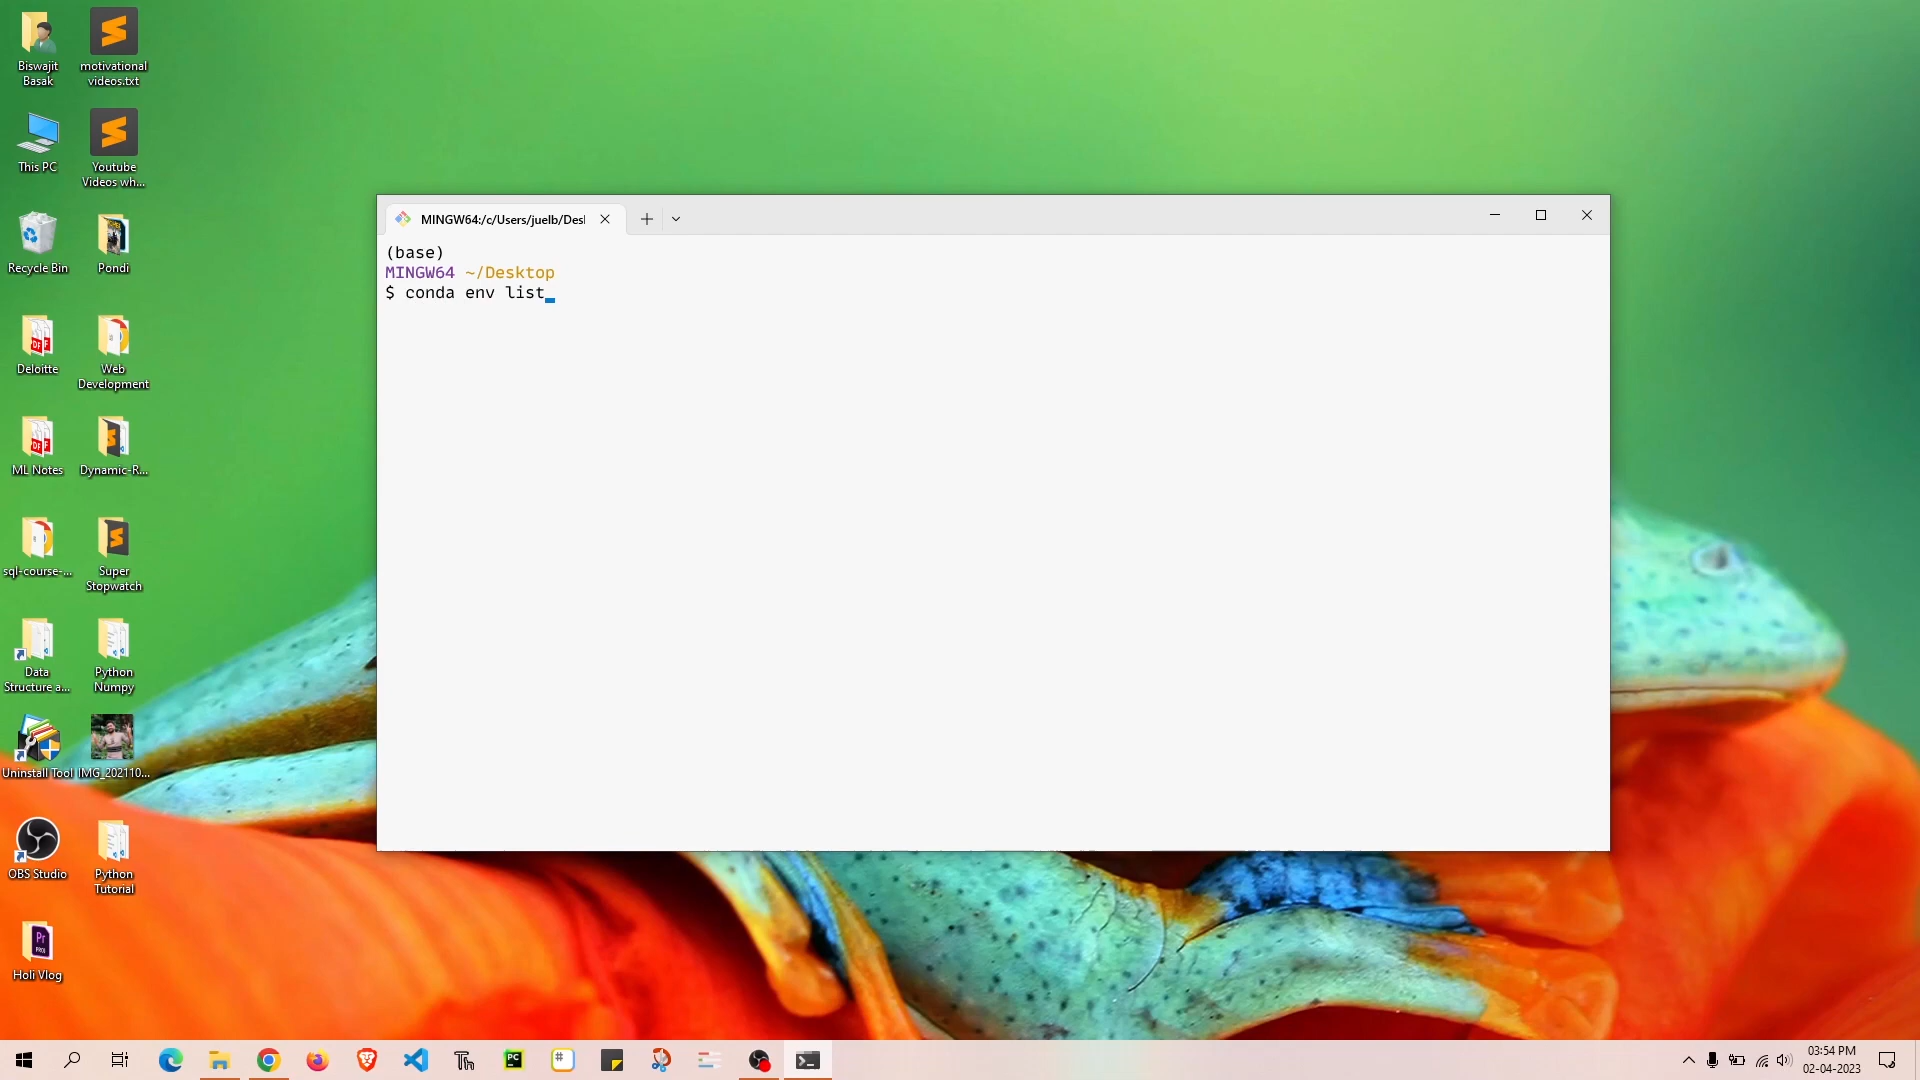 Biswajit
Basak
motivational
videos.txt
This PC
Youtube
Videos wh...
Recycle Bin
Pondi
Deloitte
Web
Development
ML Notes
Dynamic-R...
sql-course-...
Super
Stopwatch
Data
Structure a...
Python
Numpy
Uninstall Tool
IMG_202110...
OBS Studio
Python
Tutorial
Holi Vlog
MINGW64:/c/Users/juelb/Des
(base)
MINGW64 ~/Desktop
$ conda env list
03:54 PM
02-04-2023